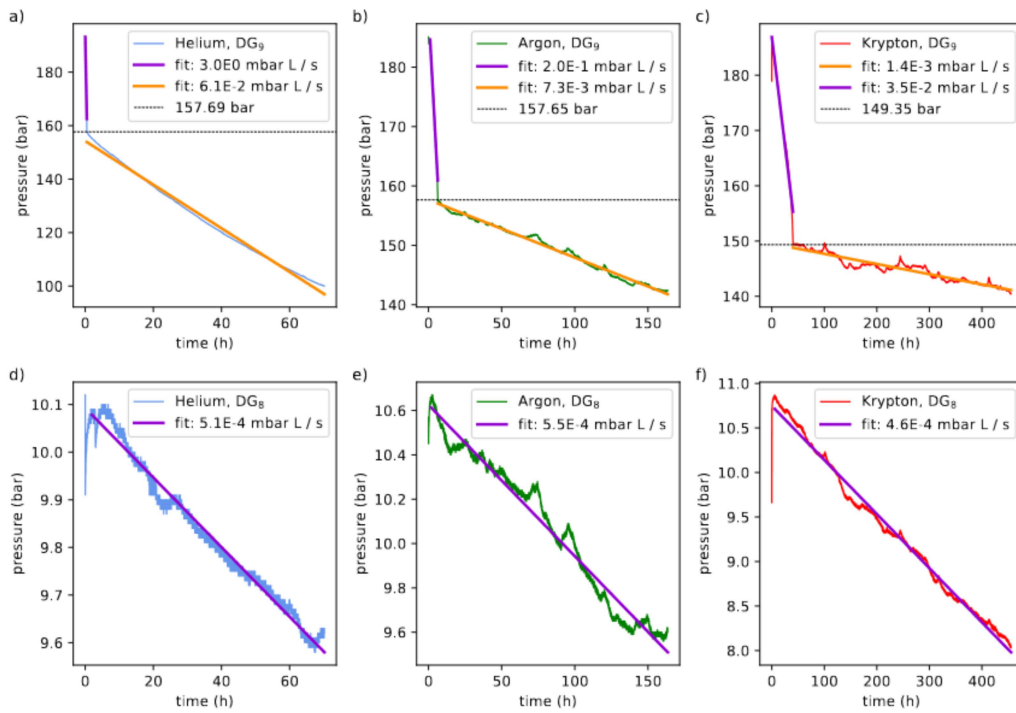 a)
Helium, DG₉
fit: 3.0E0 mbar L / s
fit: 6.1E-2 mbar L / s
157.69 bar
pressure (bar)
180
160
140
120
100
0
20
40
60
time (h)
b)
Argon, DG₉
fit: 2.0E-1 mbar L / s
fit: 7.3E-3 mbar L / s
157.65 bar
pressure (bar)
180
170
160
150
140
0
50
100
150
time (h)
c)
Krypton, DG₉
fit: 1.4E-3 mbar L / s
fit: 3.5E-2 mbar L / s
149.35 bar
pressure (bar)
180
170
160
150
140
0
100
200
300
400
time (h)
d)
Helium, DG₈
fit: 5.1E-4 mbar L / s
pressure (bar)
10.1
10.0
9.9
9.8
9.7
9.6
0
20
40
60
time (h)
e)
Argon, DG₈
fit: 5.5E-4 mbar L / s
pressure (bar)
10.6
10.4
10.2
10.0
9.8
9.6
0
50
100
150
time (h)
f)
Krypton, DG₈
fit: 4.6E-4 mbar L / s
pressure (bar)
11.0
10.5
10.0
9.5
9.0
8.5
8.0
0
100
200
300
400
time (h)